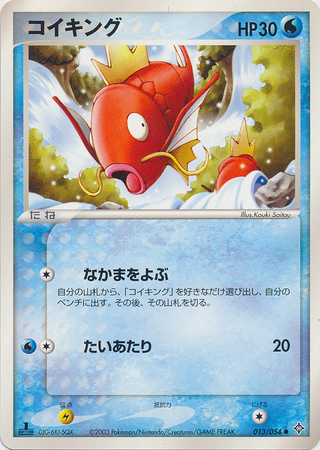 コイキング HP30
たね
Illus.Kouki Saitou
なかまをよぶ
自分の山札から、「コイキング」を好きなだけ選び出し、自分の
ベンチに出す。その後、その山札を切る。
たいあたり 20
弱点 抵抗力 にげる
1
DJG-6XJ-SQX ©2003 Pokémon/Nintendo/Creatures/GAME FREAK. 013/054